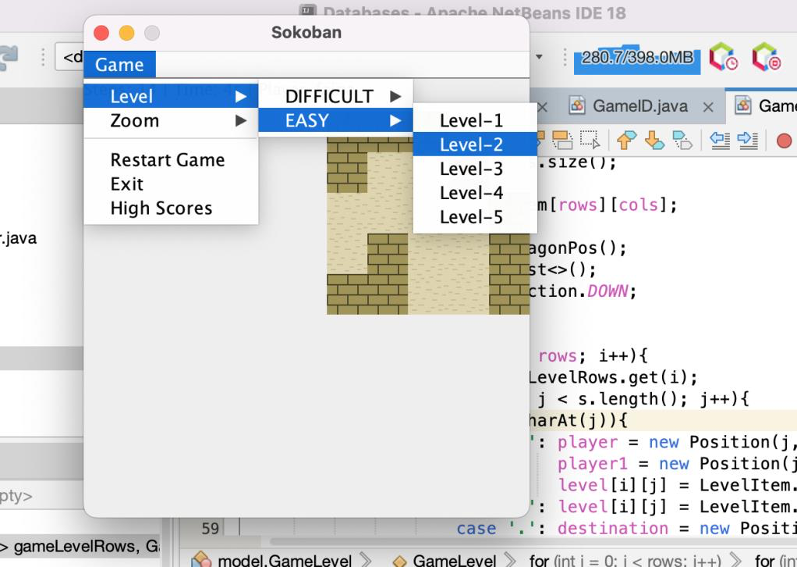 Databases - Apache NetBeans IDE 18
Sokoban
<d
280.7/398.0MB
Game
Level
DIFFICULT
Zoom
EASY
Level-1
Level-2
Level-3
Level-4
Level-5
Restart Game
Exit
High Scores
GameID.java
Game
.size();
m[rows][cols];
r.java
agonPos();
st<>();
ction.DOWN;
rows; i++){
LevelRows.get(i);
j < s.length(); j++){
harAt(j)){
': player = new Position(j,
player1 = new Position(j
level[i][j] = LevelItem.
': level[i][j] = LevelItem.
pty>
59
case '.': destination = new Positi
> gameLevelRows, Ga
model.GameLevel
GameLevel
for (int i = 0; i < rows; i++)
for (in